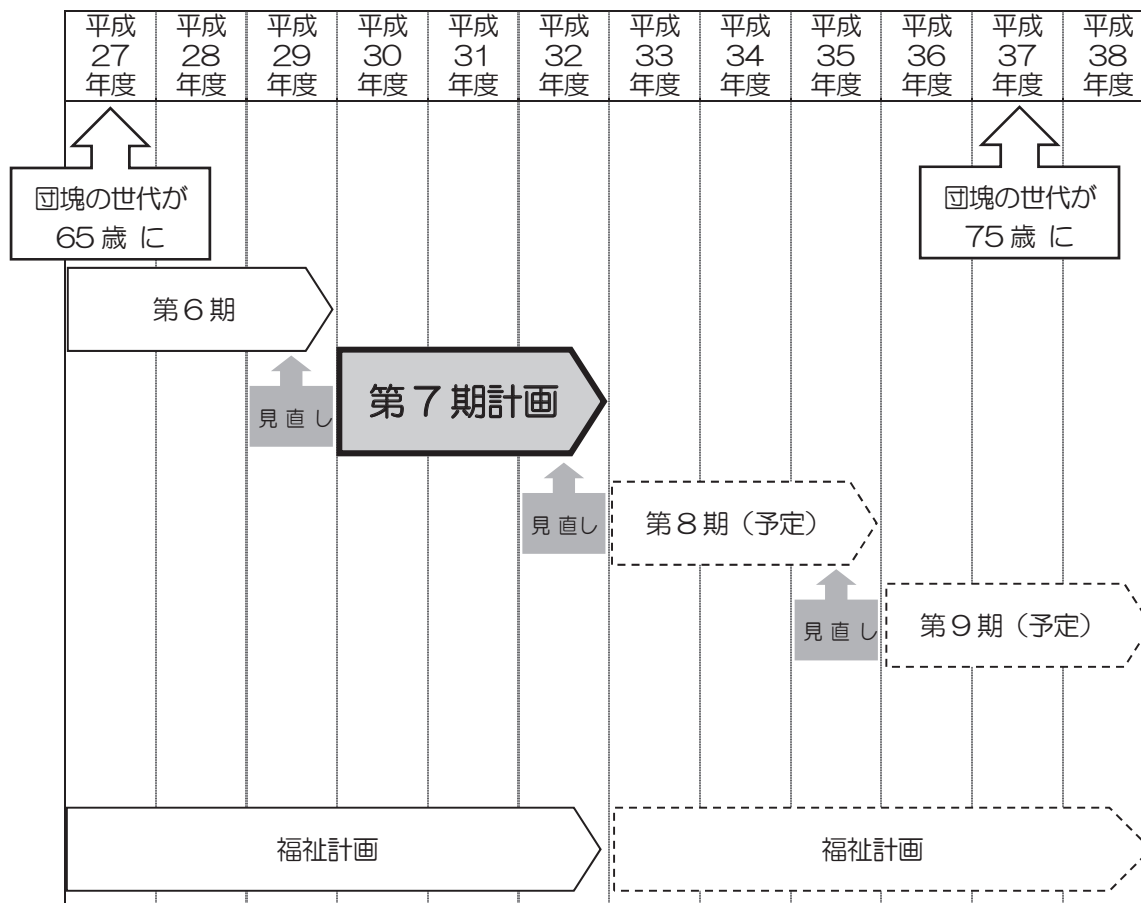 平成
27
年度
平成
28
年度
平成
29
年度
平成
30
年度
平成
31
年度
平成
32
年度
平成
33
年度
平成
34
年度
平成
35
年度
平成
36
年度
平成
37
年度
平成
38
年度
団塊の世代が
65歳 に
団塊の世代が
75歳 に
第6期
見直し
第7期計画
見直し
第8期(予定)
見直し
第9期(予定)
福祉計画
福祉計画